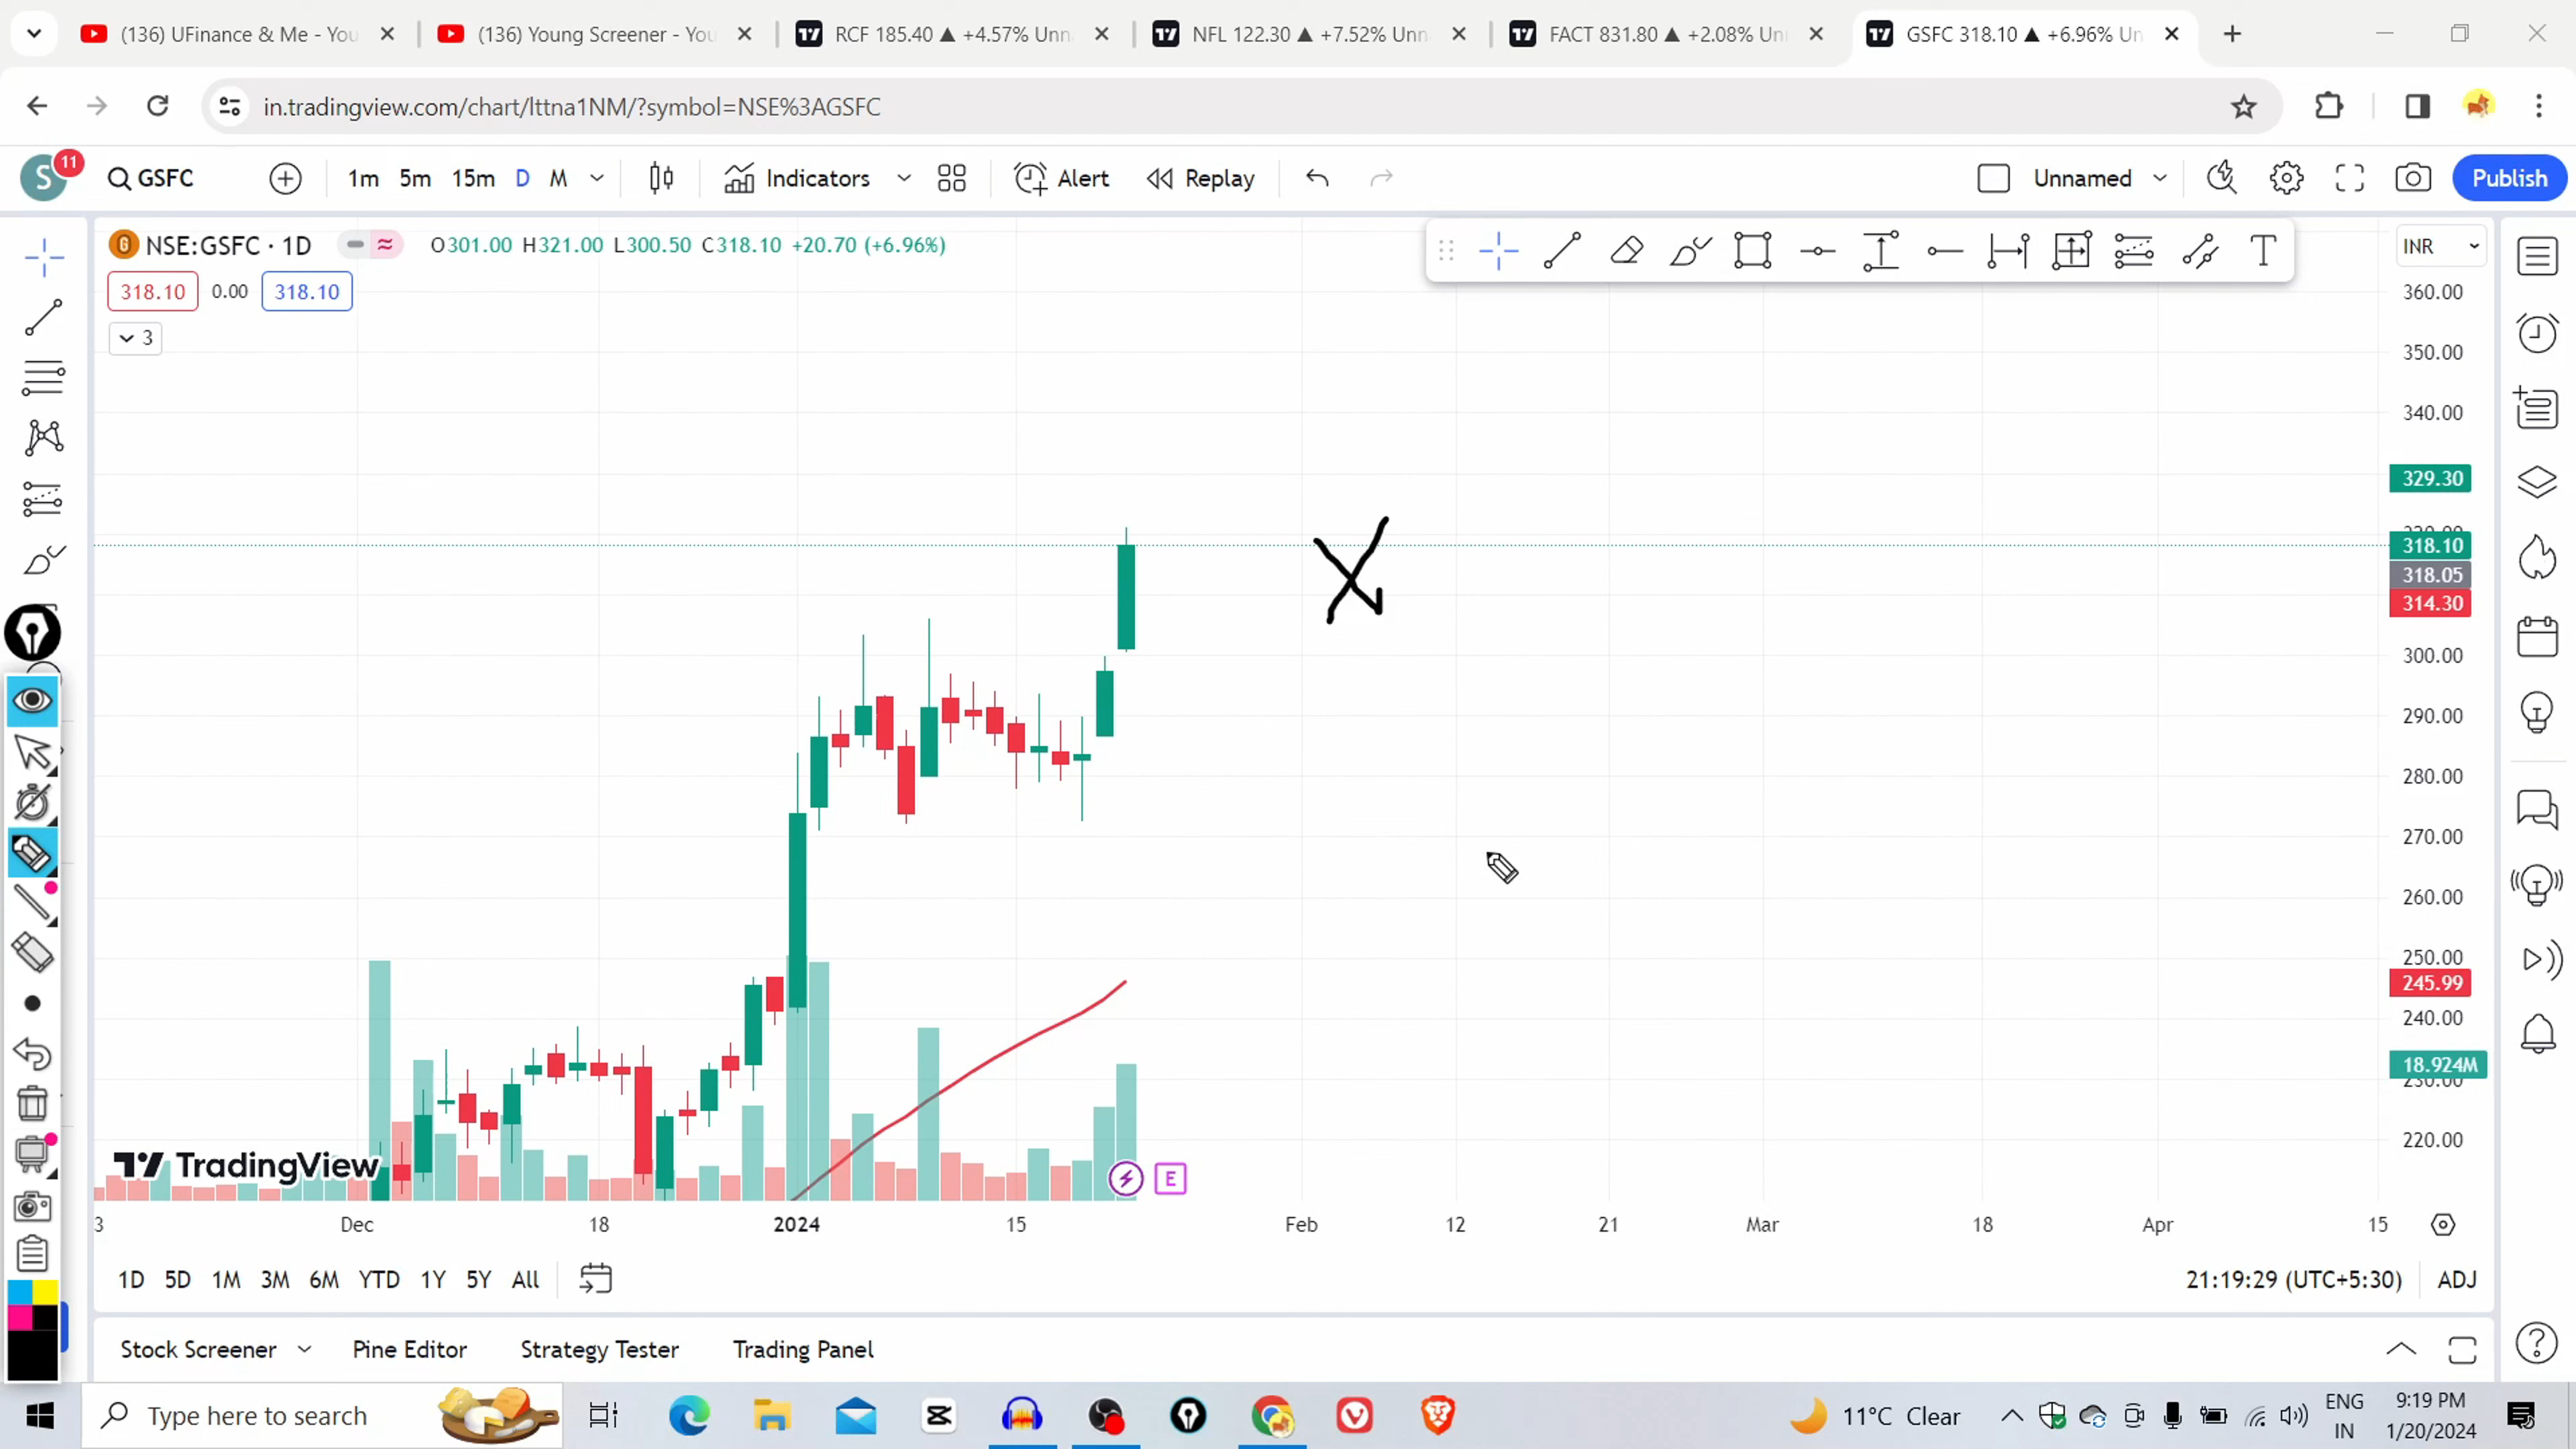 (136) UFinance & Me - You
(136) Young Screener - You
RCF 185.40 ▲ +4.57% Unn
NFL 122.30 ▲ +7.52% Unn
FACT 831.80 ▲ +2.08% Un
GSFC 318.10 ▲ +6.96% Un
in.tradingview.com/chart/lttna1NM/?symbol=NSE%3AGSFC
S 11 GSFC 1m 5m 15m D M Indicators Alert Replay Unnamed Publish
NSE:GSFC · 1D O301.00 H321.00 L300.50 C318.10 +20.70 (+6.96%)
INR
318.10 0.00 318.10
3
360.00
350.00
340.00
329.30
318.10
318.05
314.30
300.00
290.00
280.00
270.00
260.00
250.00
245.99
240.00
18.924M
230.00
220.00
X
TradingView
E
3 Dec 18 2024 15 Feb 12 21 Mar 18 Apr 15
1D 5D 1M 3M 6M YTD 1Y 5Y All 21:19:29 (UTC+5:30) ADJ
Stock Screener Pine Editor Strategy Tester Trading Panel
Type here to search 11°C Clear ENG IN 9:19 PM 1/20/2024